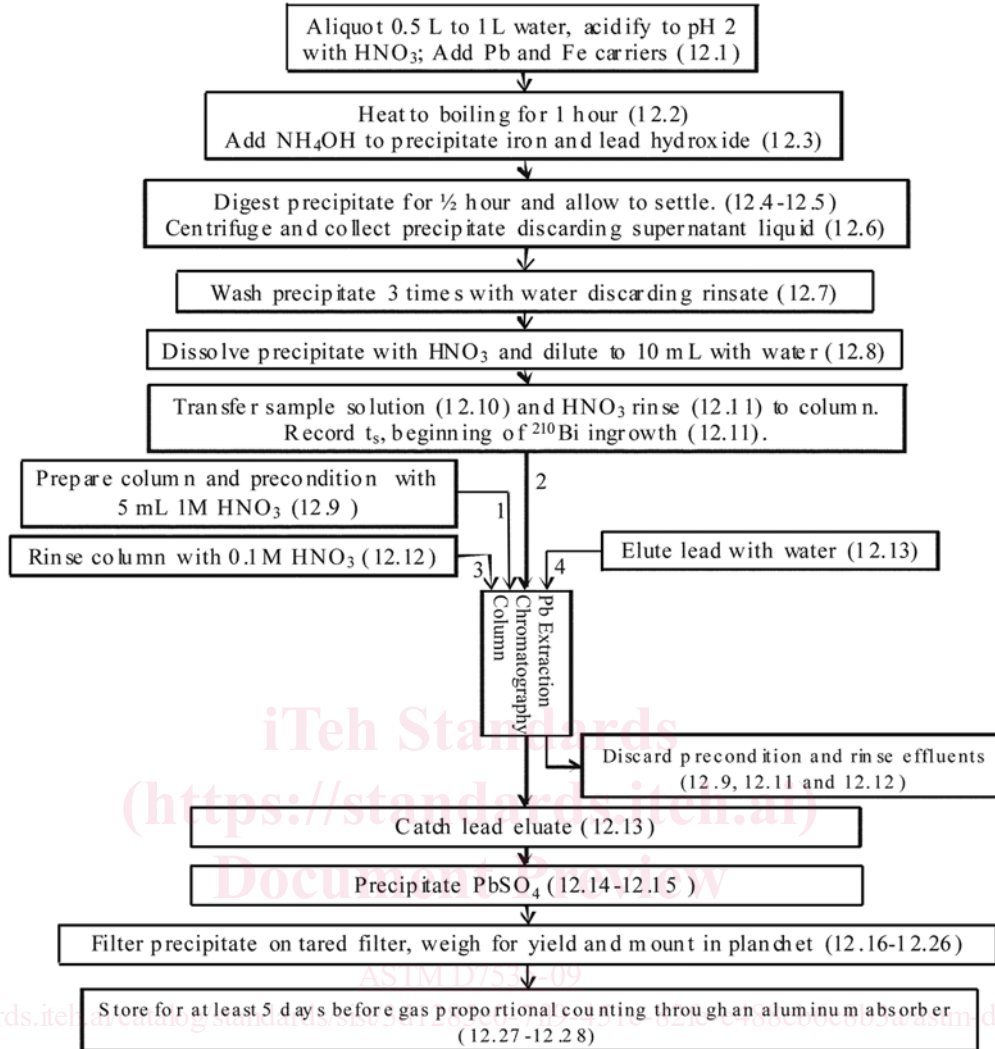 Aliquot 0.5 L to 1L water, acidify to pH 2
with HNO₃; Add Pb and Fe carriers (12.1)
Heat to boiling for 1 hour (12.2)
Add NH₄OH to precipitate iron and lead hydroxide (12.3)
Digest precipitate for ½ hour and allow to settle. (12.4-12.5)
Centrifuge and collect precipitate discarding supernatant liquid (12.6)
Wash precipitate 3 times with water discarding rinsate (12.7)
Dissolve precipitate with HNO₃ and dilute to 10 mL with water (12.8)
Transfer sample solution (12.10) and HNO₃ rinse (12.11) to column.
Record tₛ, beginning of ²¹⁰Bi ingrowth (12.11).
Prepare column and precondition with
5 mL 1M HNO₃ (12.9 )
1
2
Rinse column with 0.1M HNO₃ (12.12)
3
4
Elute lead with water (12.13)
Pb Extraction
Chromatography
Column
iTeh Standards
Discard precondition and rinse effluents
(12.9, 12.11 and 12.12)
(https://standards.iteh.ai)
Catch lead eluate (12.13)
Document Preview
Precipitate PbSO₄ (12.14-12.15 )
Filter precipitate on tared filter, weigh for yield and mount in planchet (12.16-12.26)
Store for at least 5 days before gas proportional counting through an aluminum absorber
(12.27-12.28)